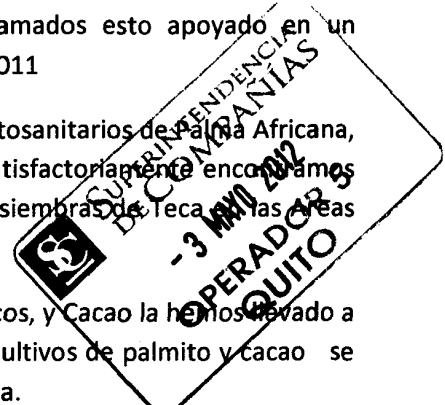 amados esto apoyado en un
011
tosanitarios de Palma Africana,
tisfactoriamente encontramos
siembras de Teca en las Areas
cos, y Cacao la hemos llevado a
ultivos de palmito y cacao se
a.
SUPERINTENDENCIA
DE COMPAÑÍAS
- 3 MAYO 2012
OPERADOR 5
QUITO
SC